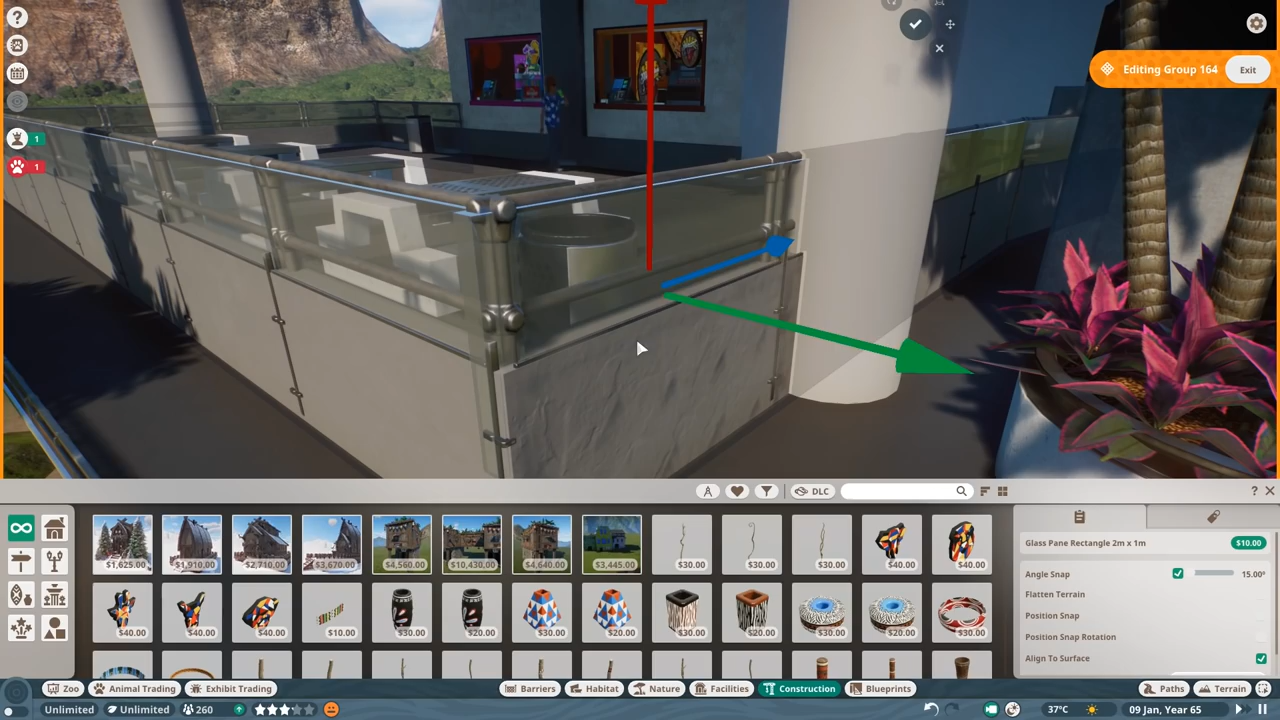 ?
1
1
Editing Group 164
Exit
DLC
?
$1,625.00
$1,910.00
$2,710.00
$3,670.00
$4,560.00
$10,430.00
$4,640.00
$3,445.00
$30.00
$30.00
$30.00
$40.00
$40.00
$40.00
$40.00
$40.00
$10.00
$30.00
$20.00
$30.00
$20.00
$30.00
$20.00
$30.00
$20.00
$30.00
Glass Pane Rectangle 2m x 1m
$10.00
Angle Snap
15.00°
Flatten Terrain
Position Snap
Position Snap Rotation
Align To Surface
Zoo
Animal Trading
Exhibit Trading
Barriers
Habitat
Nature
Facilities
Construction
Blueprints
Paths
Terrain
Unlimited
Unlimited
260
37°C
09 Jan, Year 65